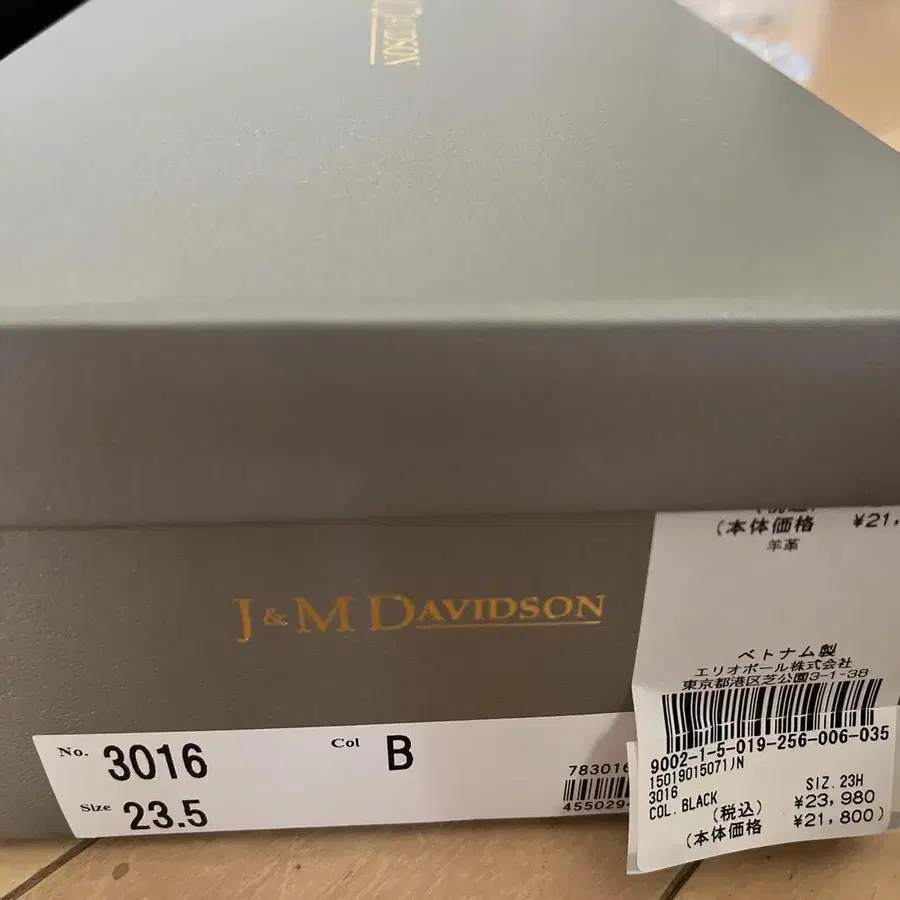 DAVIDSON
J & M DAVIDSON
No. 3016
Col B
Size 23.5
783016
455029
(本体価格 ¥21,
羊革
ベトナム製
エリオポール株式会社
東京都港区芝公園3-1-38
9002-1-5-019-256-006-035
15019015071JN
3016 SIZ.23H
COL.BLACK
(税込) ¥23,980
(本体価格 ¥21,800)